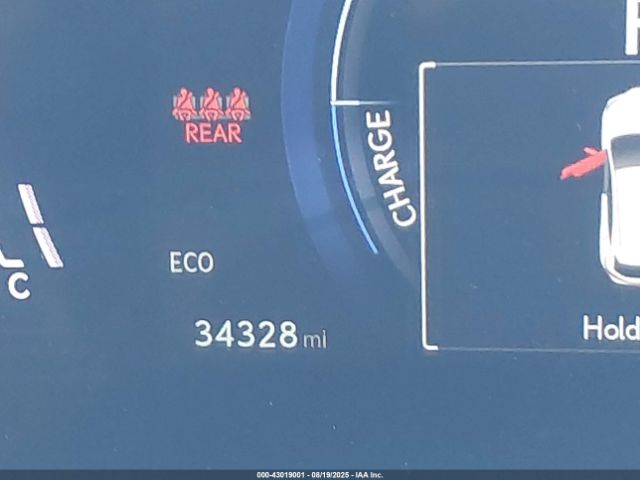 REAR
CHARGE
ECO
C
34328 mi
Hold
000-43019001 - 08/19/2025 - IAA Inc.